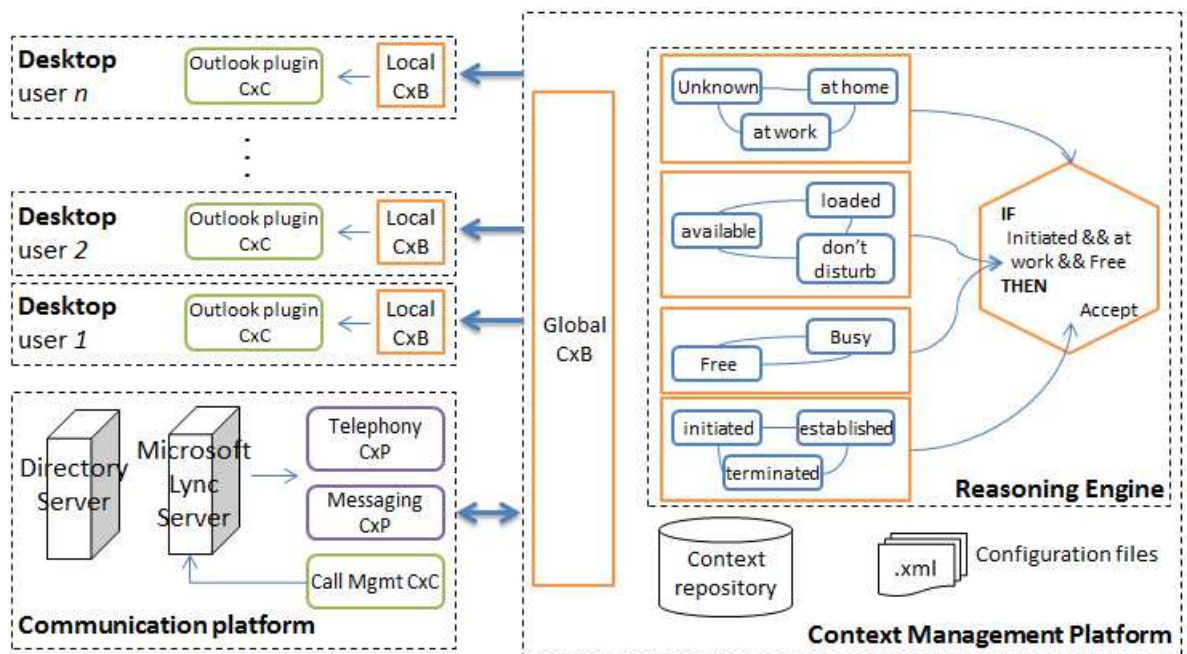 Desktop
user n
Outlook plugin
CxC
Local
CxB
Desktop
user 2
Outlook plugin
CxC
Local
CxB
Desktop
user 1
Outlook plugin
CxC
Local
CxB
Directory
Server
Microsoft
Lync
Server
Telephony
CxP
Messaging
CxP
Call Mgmt CxC
Communication platform
Global
CxB
Unknown
at home
at work
loaded
available
don't
disturb
Busy
Free
initiated
established
terminated
IF
Initiated && at
work && Free
THEN
Accept
Reasoning Engine
Context
repository
.xml
Configuration files
Context Management Platform